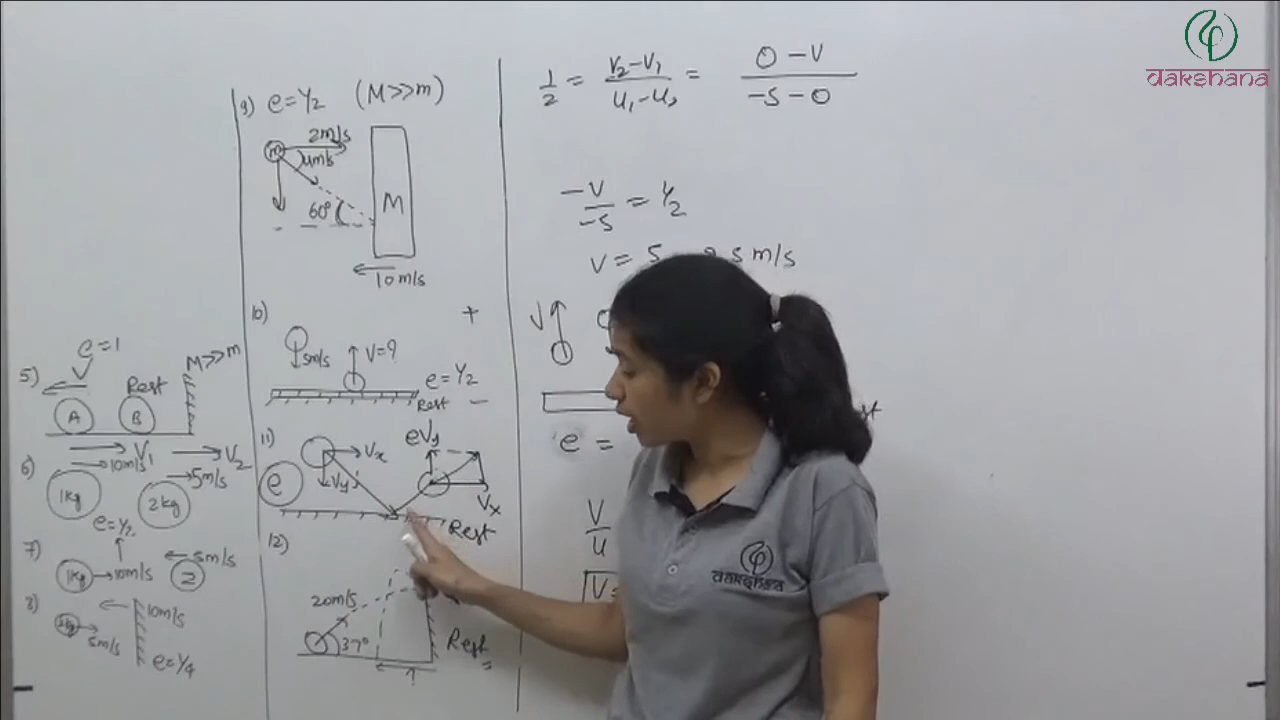 dakshana
5) e=1
V
Rest
M>>m
A
B
V₁
V₂
6) 10m/s
5m/s
1kg
2kg
7) e=½
1kg
10m/s
5m/s
2
8)
5m/s
10m/s
e=¼
9) e=½ (M>>m)
m
2m/s
4m/s
60°
M
10m/s
10)
+
5m/s
V=?
e=½
Rest –
11)
Vx
Vy
e
eVy
Vx
Rest
12)
20m/s
37°
Rest
?
½ = V₂-V₁ / U₁-U₂ = 0-V / -5-0
-V / -5 = ½
V = 5
5 m/s
V
e =
V / U
V =
dakshana